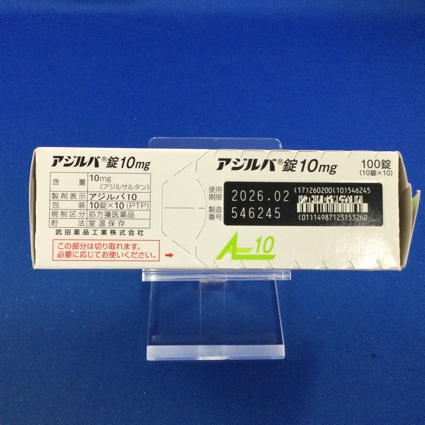 アジルバ®錠10mg
含量 10mg
(アジルサルタン)
製剤表示 アジルバ10
包装 10錠×10(PTP)
規制区分 処方箋医薬品
貯法 室温保存
武田薬品工業株式会社
この部分は切り取れます。
必要に応じてお使いください。
アジルバ®錠10mg
100錠
(10錠×10)
使用期限 2026.02
製造番号 546245
(17)260200(10)546245
(01)14987123153260
A 10